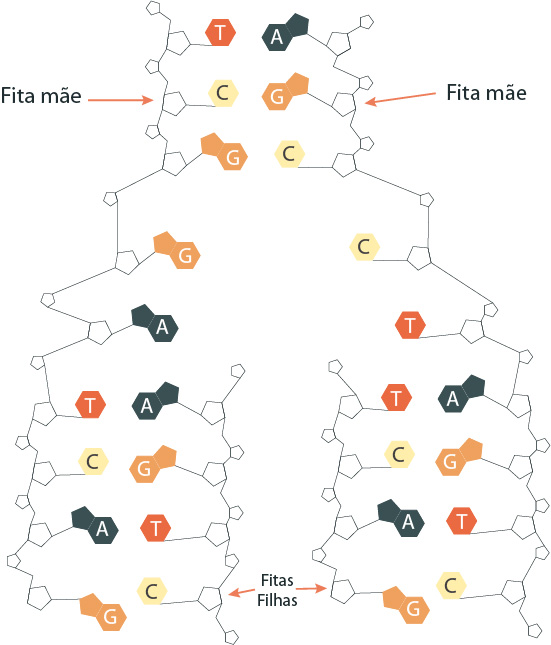 T A
Fita mãe C G Fita mãe
G C
G C
A T
T A T A
C G C G
A T A T
Fitas
Filhas
G C G C